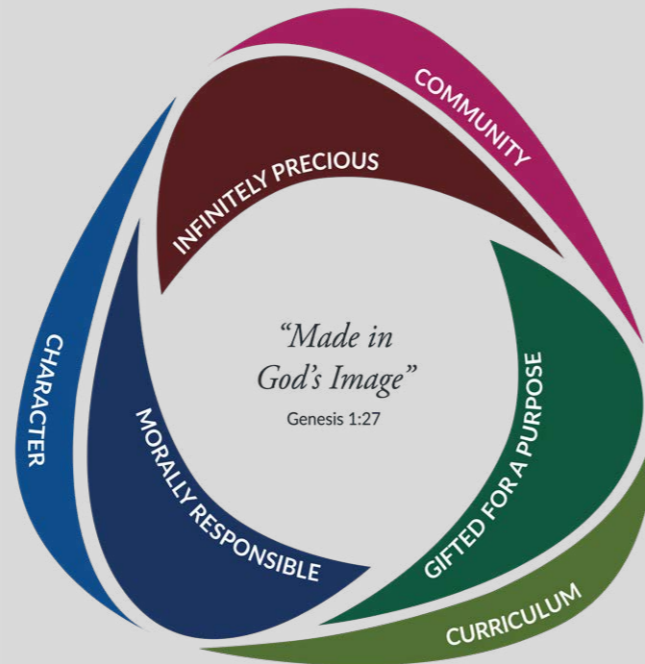 COMMUNITY
INFINITELY PRECIOUS
“Made in
God’s Image”
Genesis 1:27
CHARACTER
MORALLY RESPONSIBLE
GIFTED FOR A PURPOSE
CURRICULUM